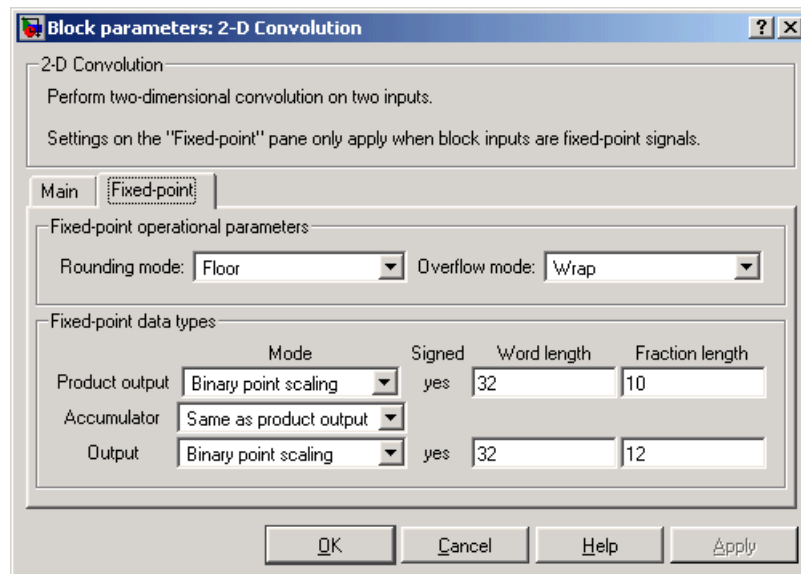 Block parameters: 2-D Convolution
2-D Convolution
Perform two-dimensional convolution on two inputs.
Settings on the "Fixed-point" pane only apply when block inputs are fixed-point signals.
Main Fixed-point
Fixed-point operational parameters
Rounding mode: Floor Overflow mode: Wrap
Fixed-point data types
Mode Signed Word length Fraction length
Product output Binary point scaling yes 32 10
Accumulator Same as product output
Output Binary point scaling yes 32 12
OK Cancel Help Apply